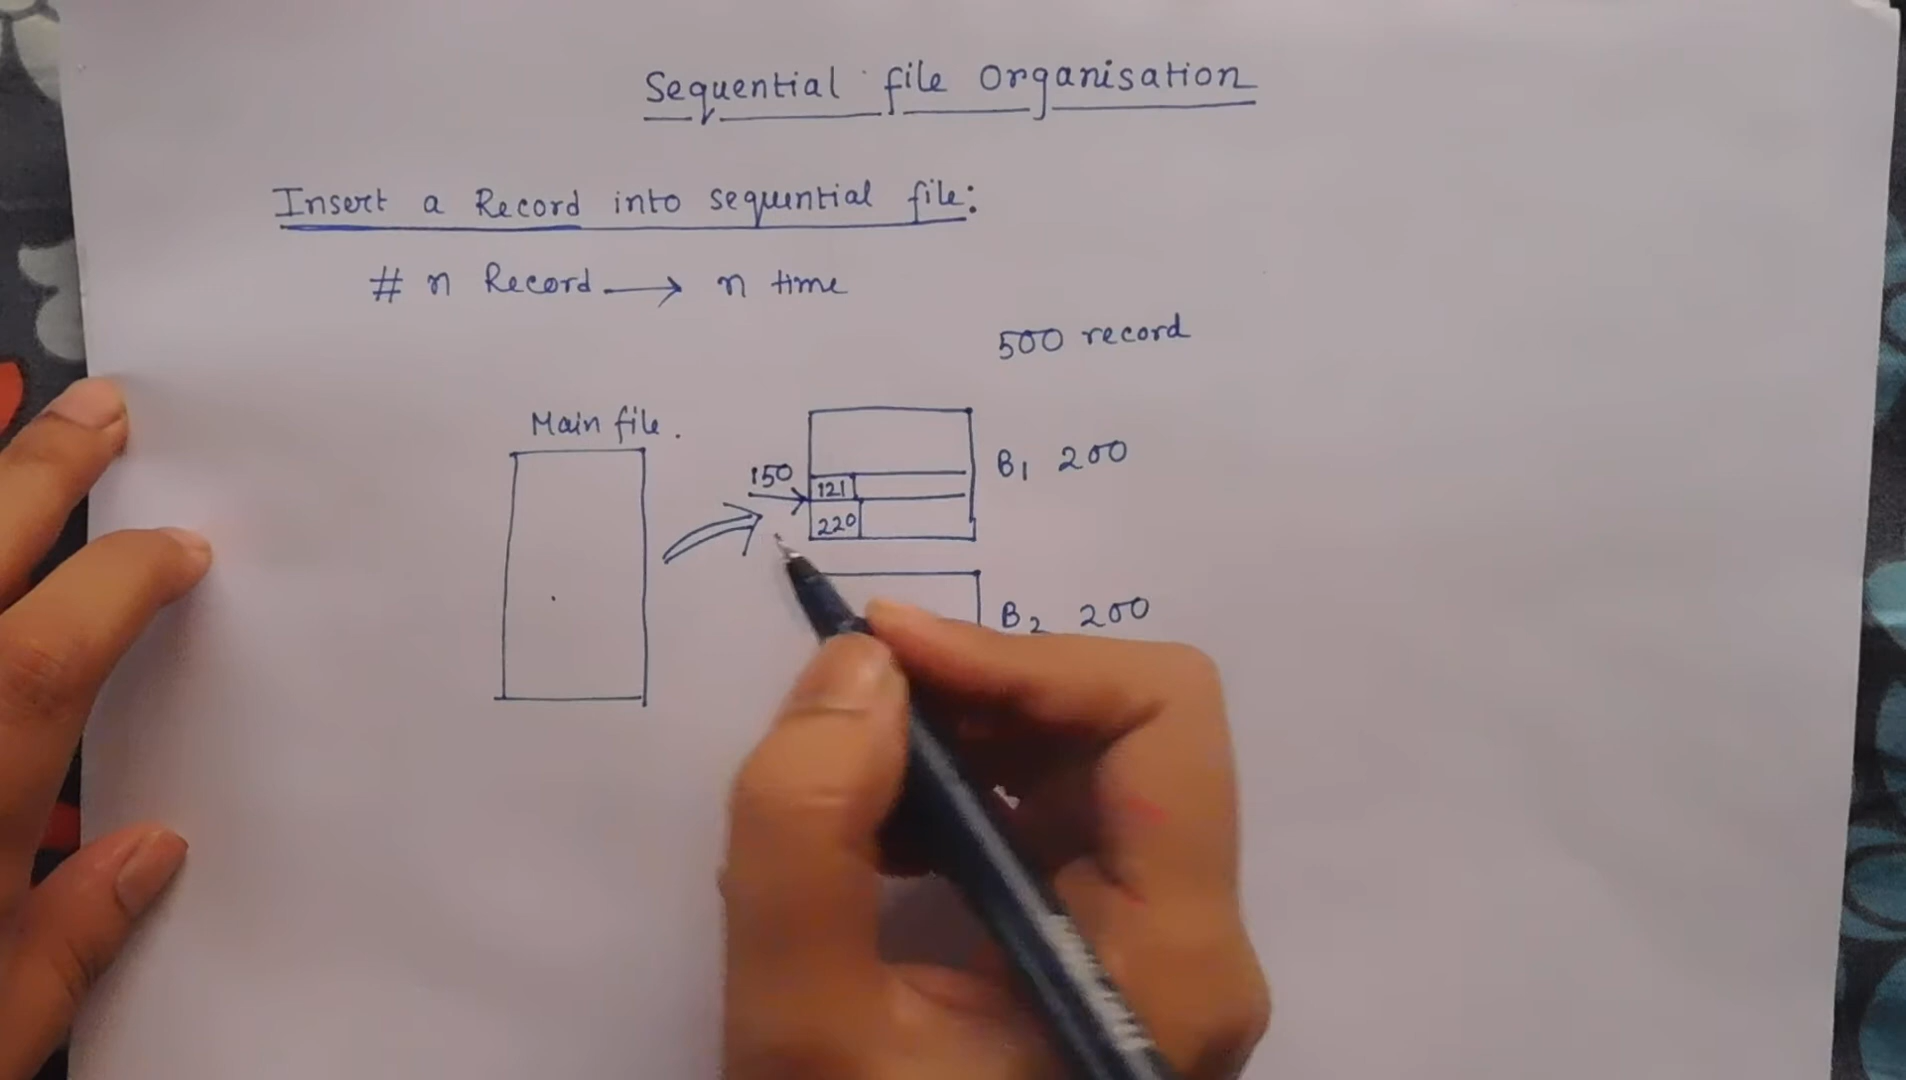 Sequential file Organisation
Insert a Record into sequential file:
# n Record → n time
500 record
Main file.
150
121
220
B1 200
B2 200